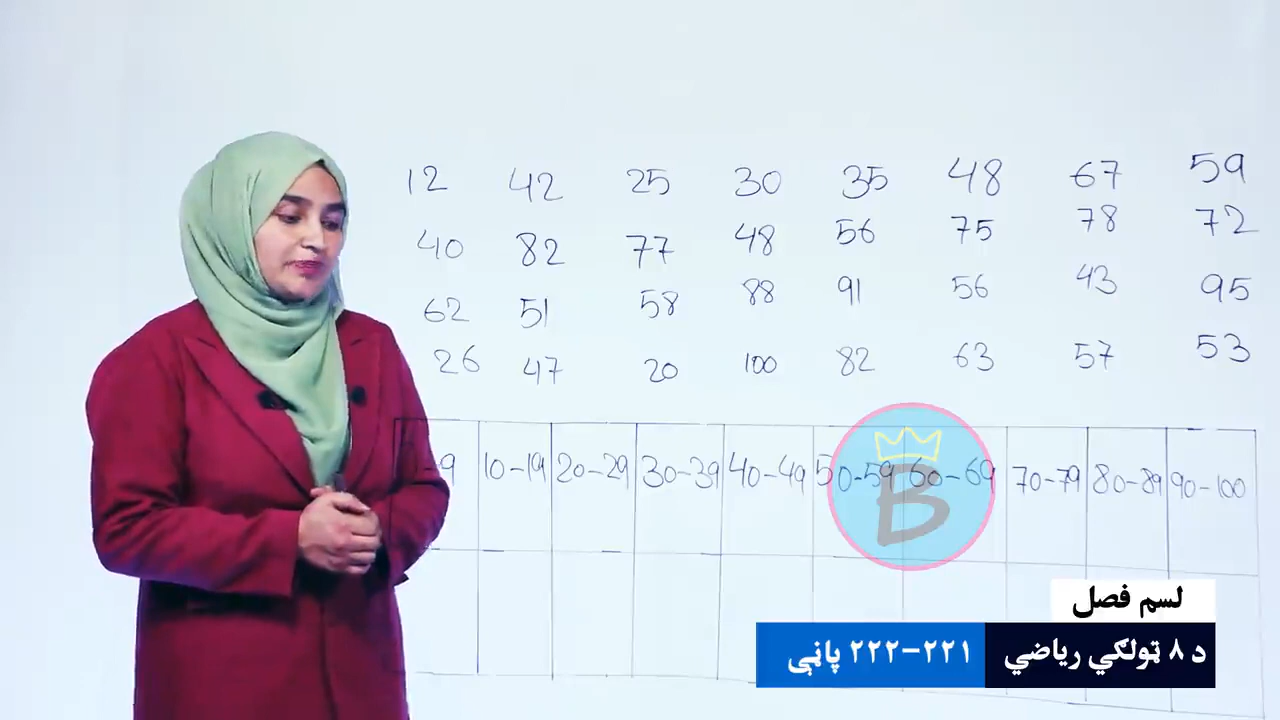 12 42 25 30 35 48 67 59
40 82 77 48 56 75 78 72
62 51 58 88 91 56 43 95
26 47 20 100 82 63 57 53
-9 10-19 20-29 30-39 40-49 50-59 60-69 70-79 80-89 90-100
B
لسم فصل
د ۸ ټولګي ریاضي ۲۲۱-۲۲۲ پاڼې